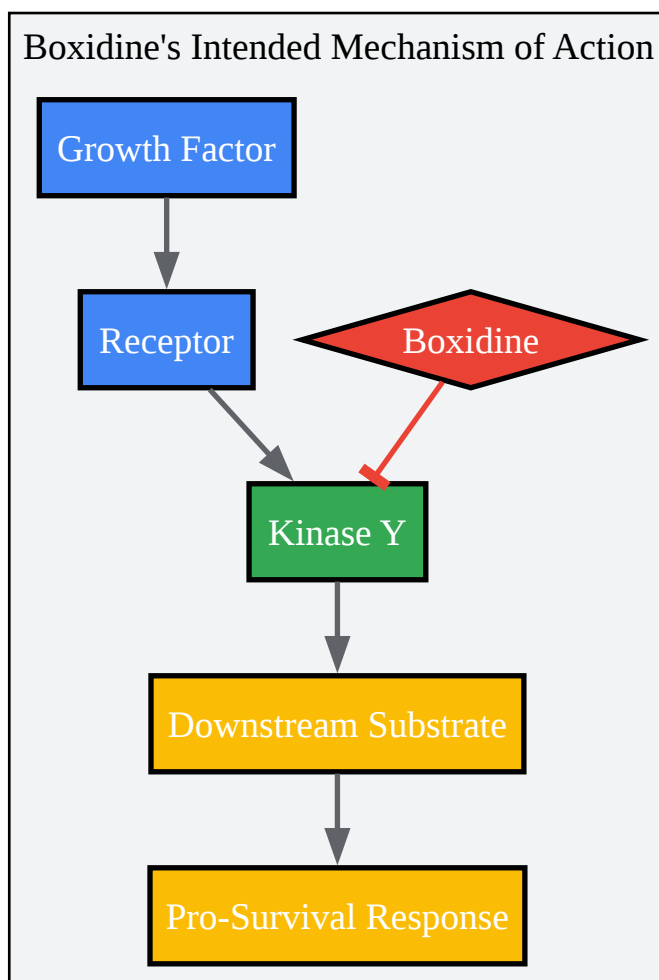 Boxidine's Intended Mechanism of Action
Growth Factor
Receptor
Boxidine
Kinase Y
Downstream Substrate
Pro-Survival Response